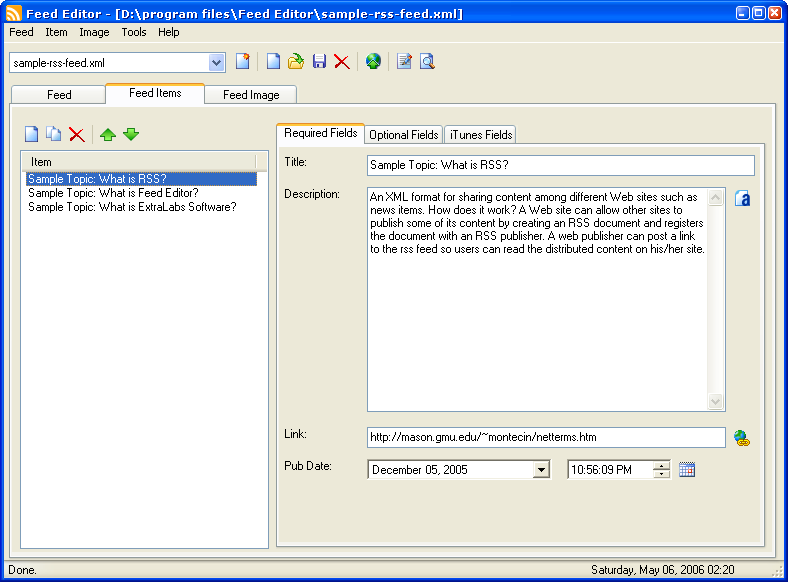 Feed Editor - [D:\program files\Feed Editor\sample-rss-feed.xml]
Feed Item Image Tools Help
sample-rss-feed.xml
Feed Feed Items Feed Image
Required Fields Optional Fields iTunes Fields
Item
Sample Topic: What is RSS?
Sample Topic: What is Feed Editor?
Sample Topic: What is ExtraLabs Software?
Title: Sample Topic: What is RSS?
Description: An XML format for sharing content among different Web sites such as
news items. How does it work? A Web site can allow other sites to
publish some of its content by creating an RSS document and registers
the document with an RSS publisher. A web publisher can post a link
to the rss feed so users can read the distributed content on his/her site.
a
Link: http://mason.gmu.edu/~montecin/netterms.htm
Pub Date: December 05, 2005 10:56:09 PM
Done. Saturday, May 06, 2006 02:20